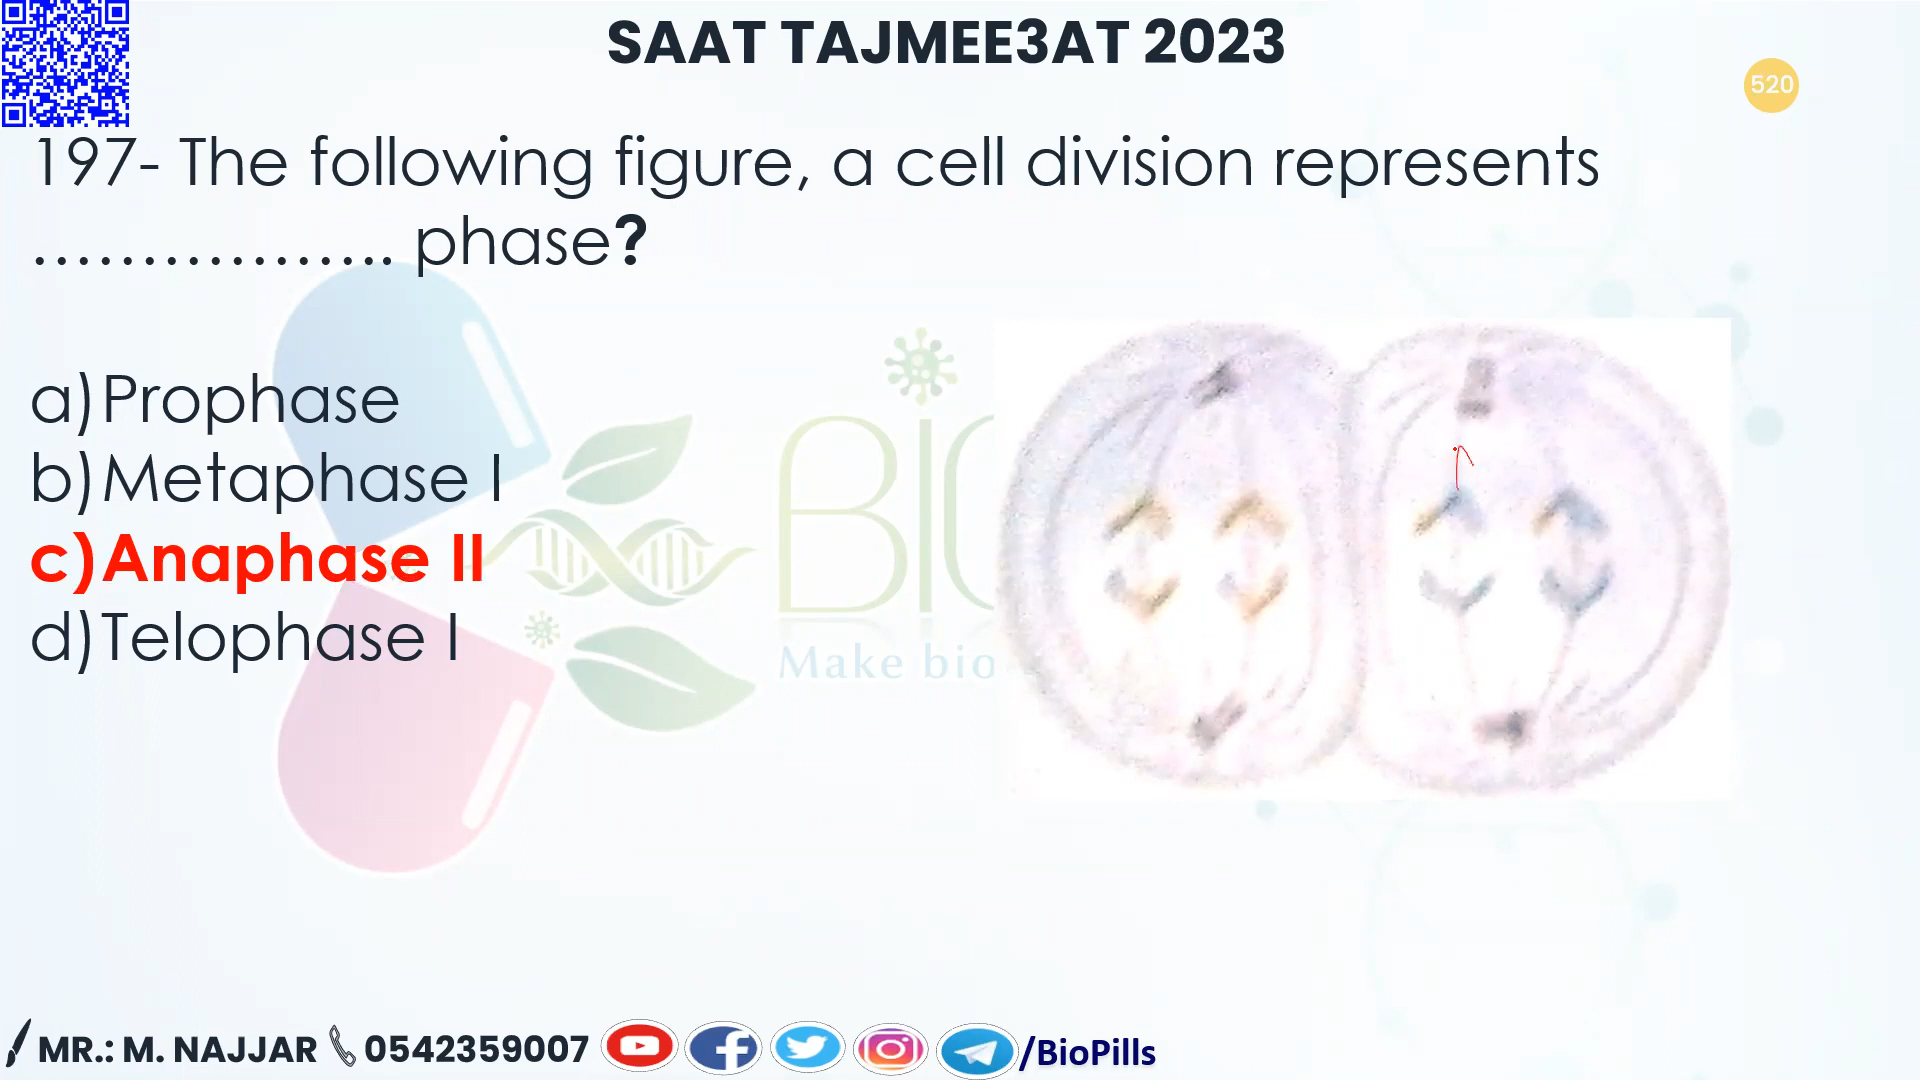 SAAT TAJMEE3AT 2023
520
197- The following figure, a cell division represents
…………….. phase?
a)Prophase
b)Metaphase I
c)Anaphase II
d)Telophase I
BIO
Make bio
MR.: M. NAJJAR 0542359007 /BioPills